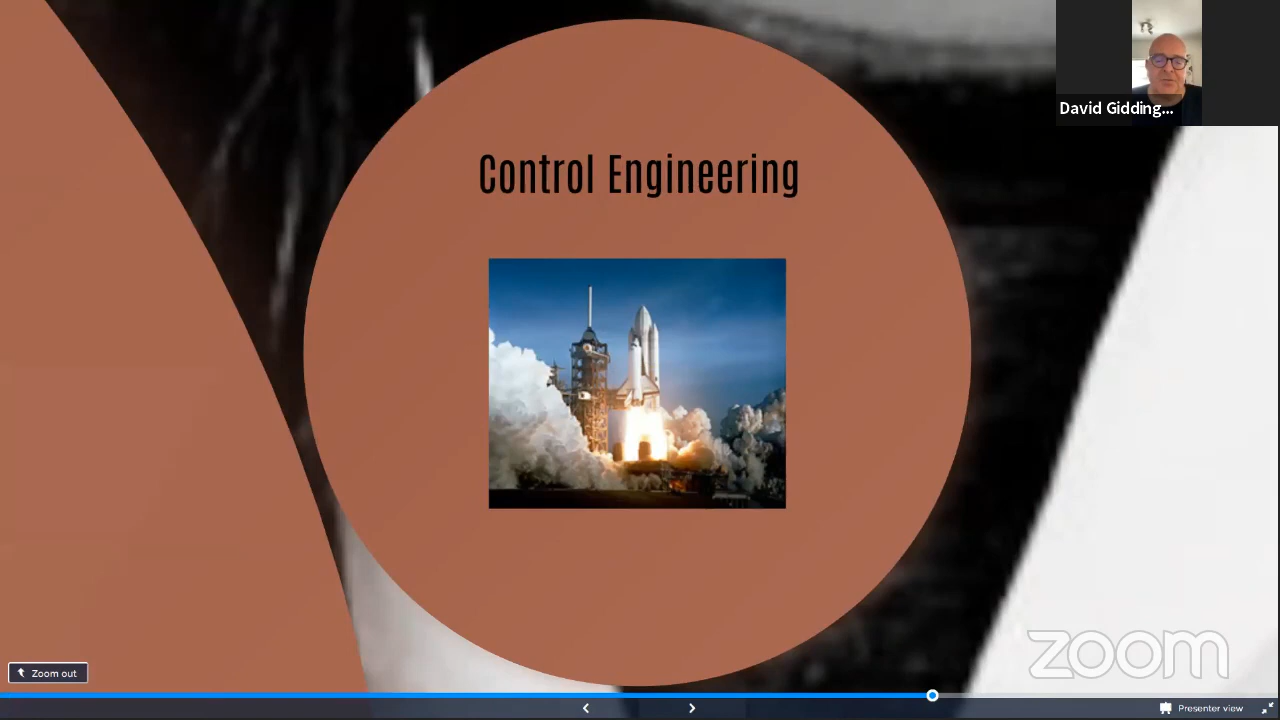 David Gidding...
Control Engineering
zoom
Zoom out
Presenter view